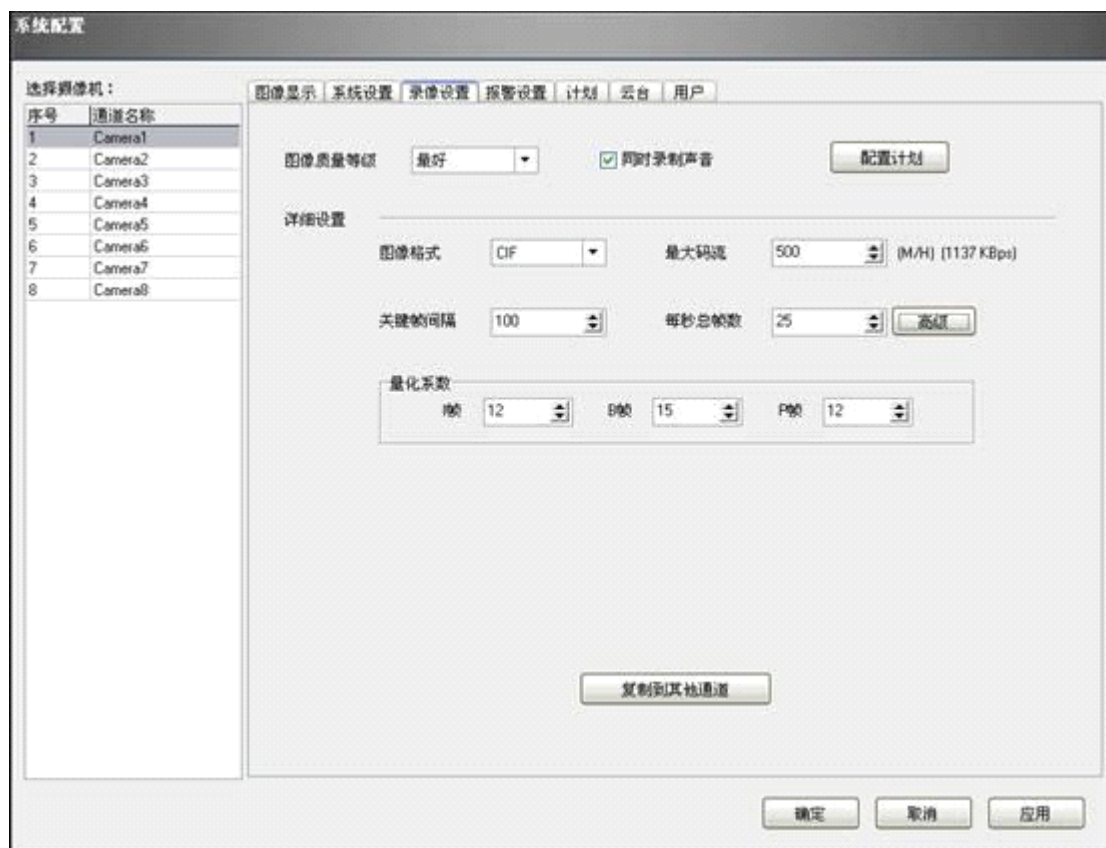 系统配置
选择摄像机：
图像显示 系统设置 录像设置 报警设置 计划 云台 用户
序号 通道名称
1 Camera1
2 Camera2
3 Camera3
4 Camera4
5 Camera5
6 Camera6
7 Camera7
8 Camera8
图像质量等级 最好 同时录制声音 配置计划
详细设置
图像格式 CIF 最大码流 500 (M/H) (1137 KBps)
关键帧间隔 100 每秒总帧数 25 高级
量化系数
I帧 12 B帧 15 P帧 12
复制到其他通道
确定 取消 应用